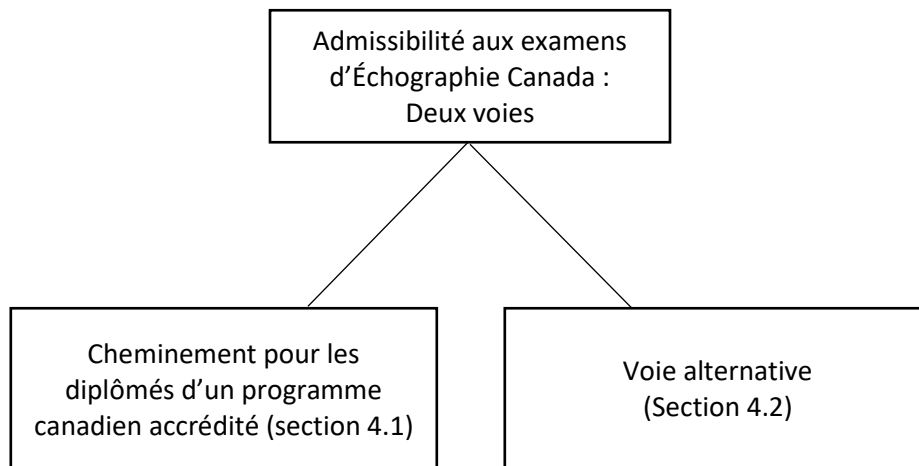 Admissibilité aux examens
d’Échographie Canada :
Deux voies
Cheminement pour les
diplômés d’un programme
canadien accrédité (section 4.1)
Voie alternative
(Section 4.2)